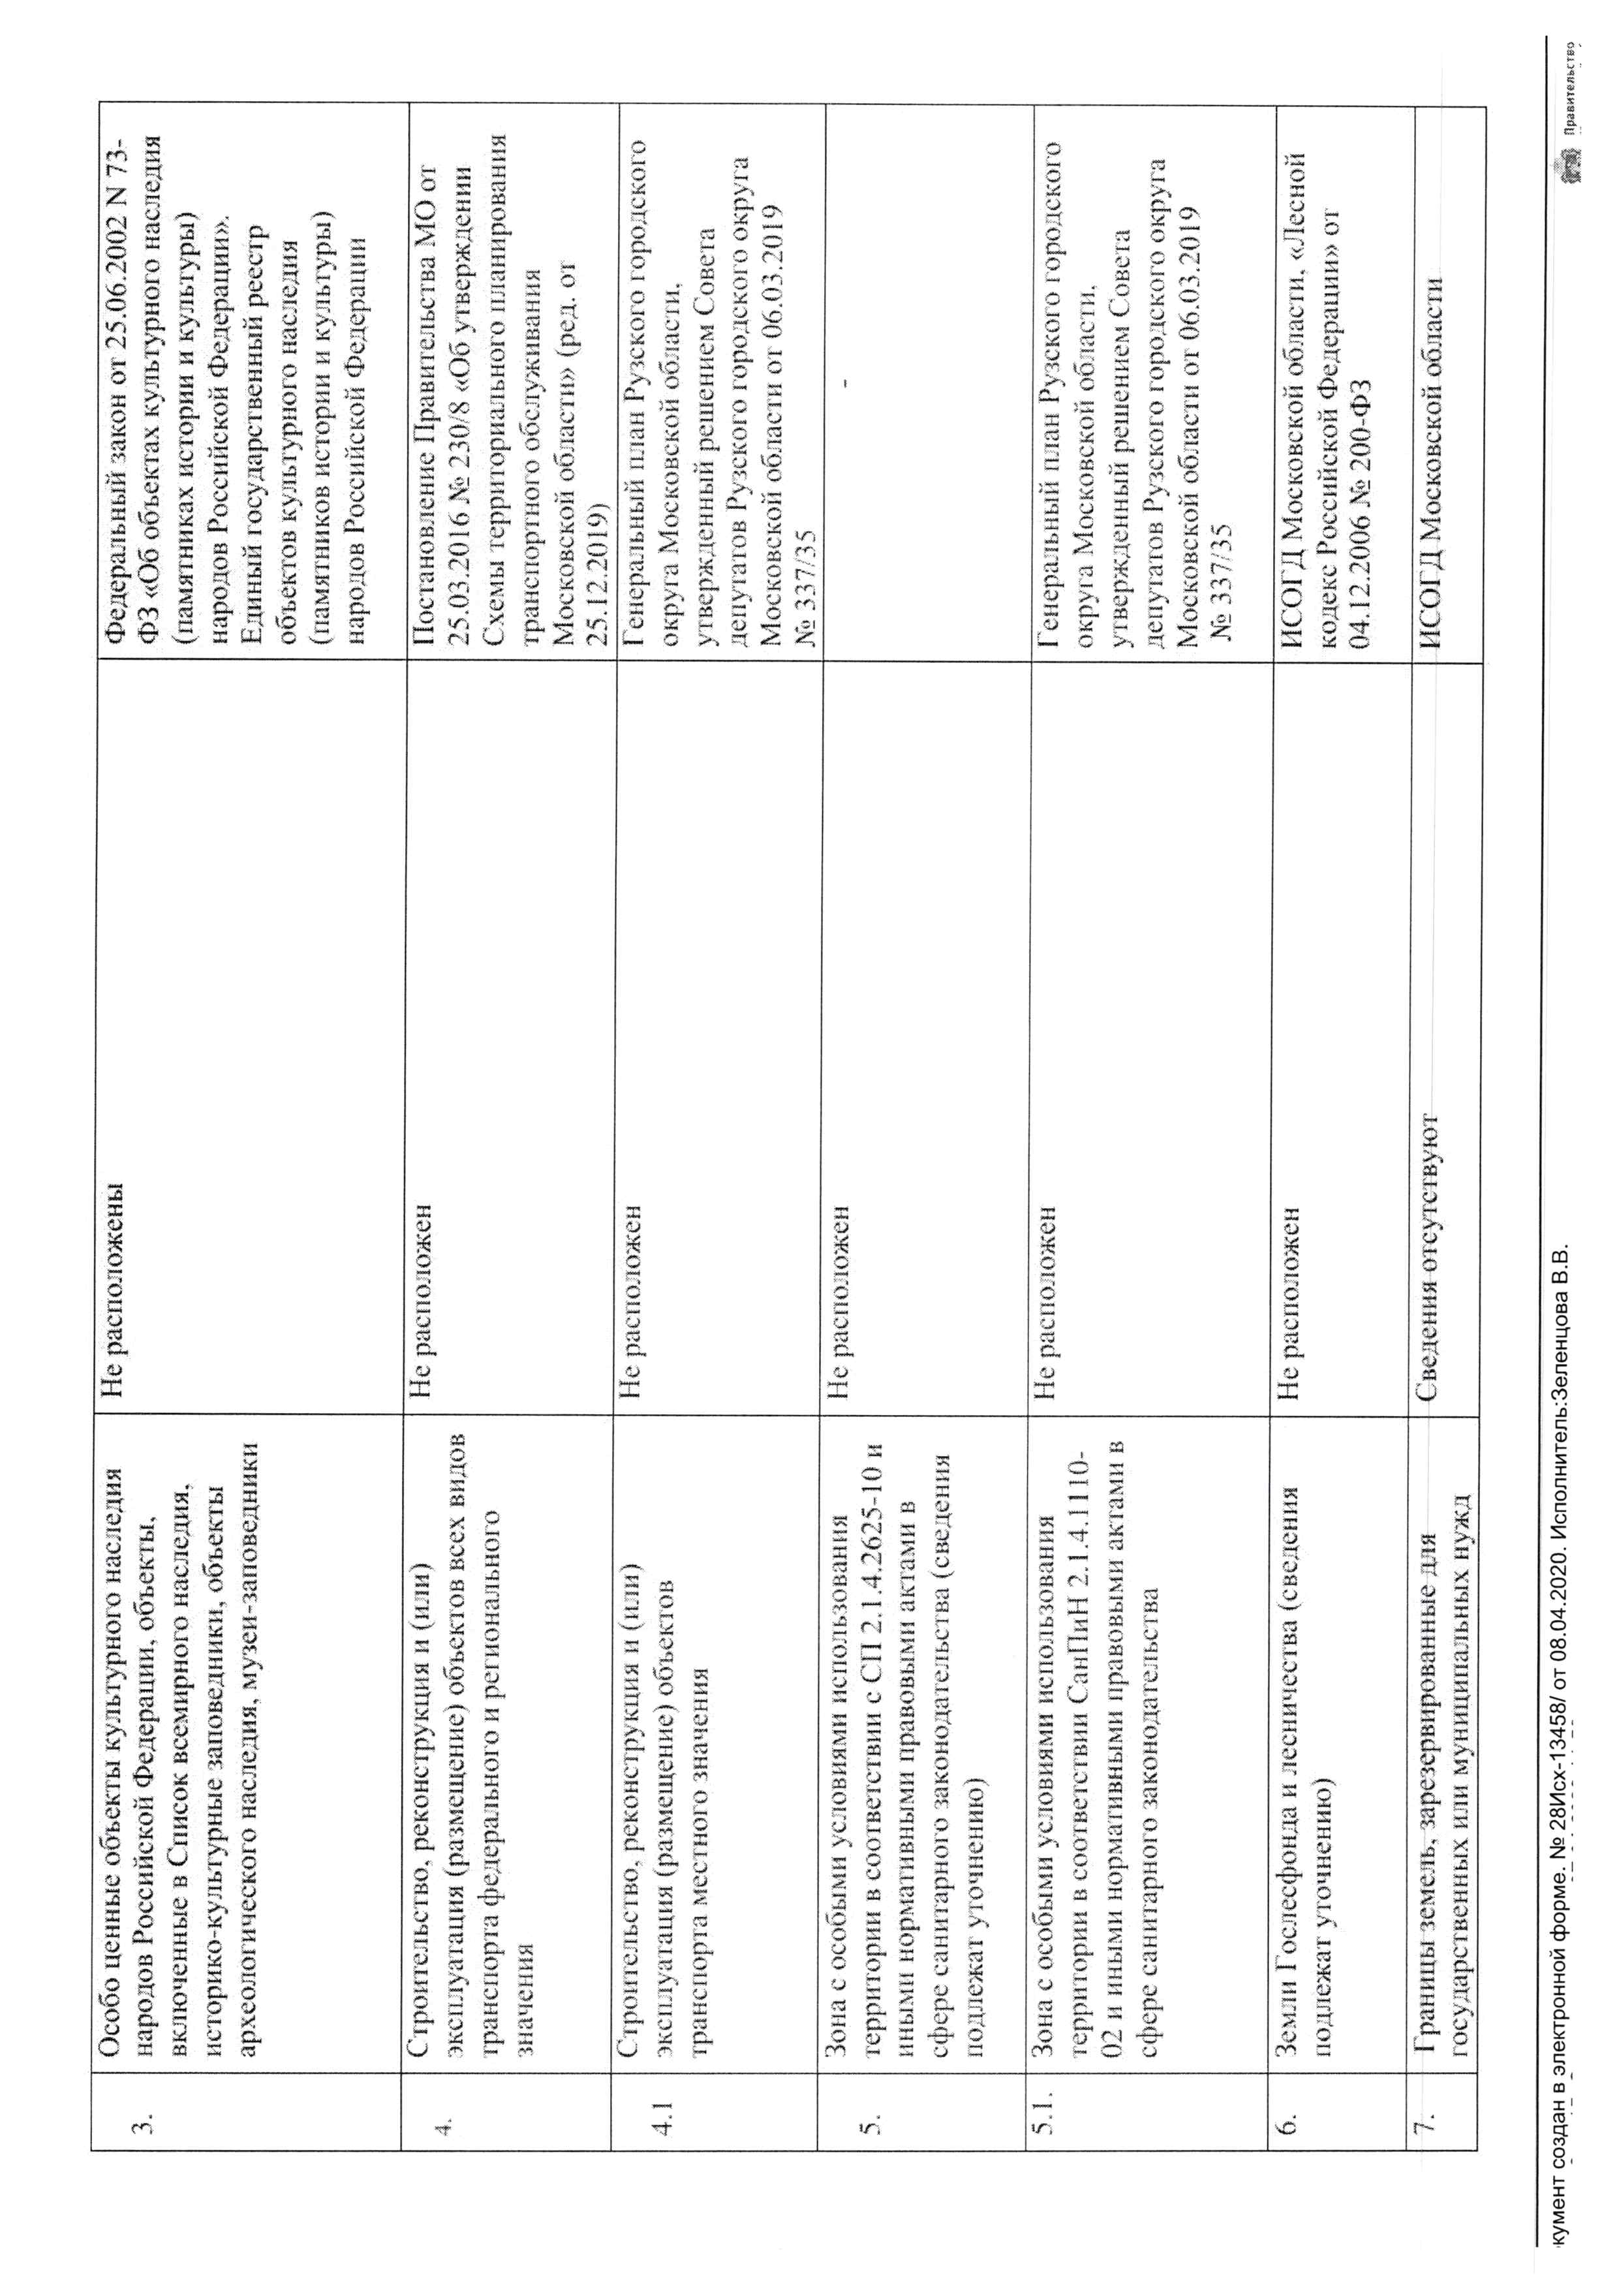 3.
Особо ценные объекты культурного наследия
народов Российской Федерации, объекты,
включенные в Список всемирного наследия,
историко-культурные заповедники, объекты
археологического наследия, музеи-заповедники
Не расположены
Федеральный закон от 25.06.2002 N 73-
ФЗ «Об объектах культурного наследия
(памятниках истории и культуры)
народов Российской Федерации».
Единый государственный реестр
объектов культурного наследия
(памятников истории и культуры)
народов Российской Федерации
4.
Строительство, реконструкция и (или)
эксплуатация (размещение) объектов всех видов
транспорта федерального и регионального
значения
Не расположен
Постановление Правительства МО от
25.03.2016 № 230/8 «Об утверждении
Схемы территориального планирования
транспортного обслуживания
Московской области» (ред. от
25.12.2019)
4.1
Строительство, реконструкция и (или)
эксплуатация (размещение) объектов
транспорта местного значения
Не расположен
Генеральный план Рузского городского
округа Московской области,
утвержденный решением Совета
депутатов Рузского городского округа
Московской области от 06.03.2019
№ 337/35
5.
Зона с особыми условиями использования
территории в соответствии с СП 2.1.4.2625-10 и
иными нормативными правовыми актами в
сфере санитарного законодательства (сведения
подлежат уточнению)
Не расположен
-
5.1.
Зона с особыми условиями использования
территории в соответствии СанПиН 2.1.4.1110-
02 и иными нормативными правовыми актами в
сфере санитарного законодательства
Не расположен
Генеральный план Рузского городского
округа Московской области,
утвержденный решением Совета
депутатов Рузского городского округа
Московской области от 06.03.2019
№ 337/35
6.
Земли Гослесфонда и лесничества (сведения
подлежат уточнению)
Не расположен
ИСОГД Московской области, «Лесной
кодекс Российской Федерации» от
04.12.2006 № 200-ФЗ
7.
Границы земель, зарезервированные для
государственных или муниципальных нужд
Сведения отсутствуют
ИСОГД Московской области
кумент создан в электронной форме. № 28Исх-13458/ от 08.04.2020. Исполнитель:Зеленцова В.В.
Правительство